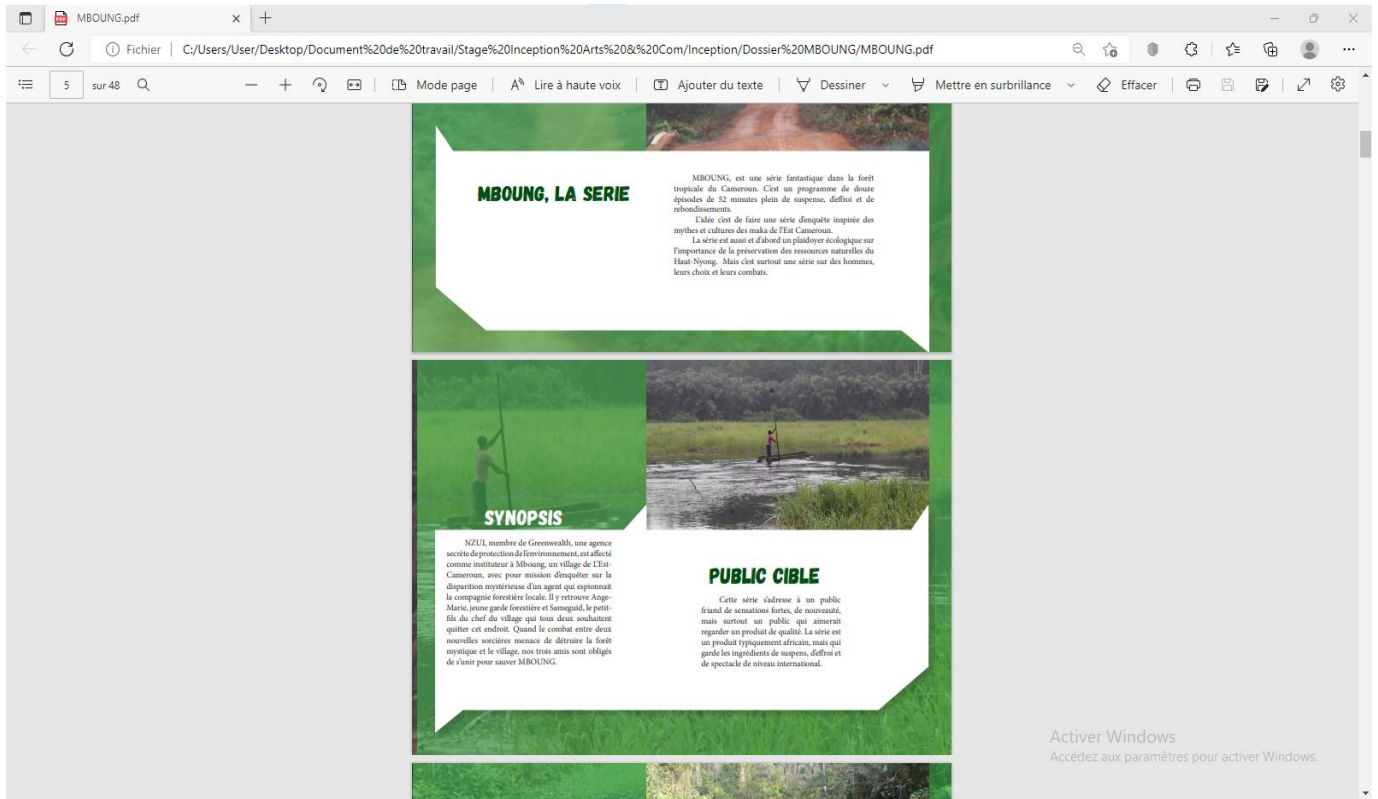 MBOUNG.pdf
Fichier
C:/Users/User/Desktop/Document%20de%20travail/Stage%20Inception%20Arts%20&%20Com/Inception/Dossier%20MBOUNG/MBOUNG.pdf
5 sur 48
Mode page
Lire à haute voix
Ajouter du texte
Dessiner
Mettre en surbrillance
Effacer
MBOUNG, LA SERIE
MBOUNG, est une série fantastique dans la forêt
tropicale du Cameroun. C'est un programme de douze
épisodes de 52 minutes plein de suspense, d'effroi et de
rebondissements.
L'idée c'est de faire une série d'enquête inspirée des
mythes et cultures des maka de l'Est Cameroun.
La série est aussi et d'abord un plaidoyer écologique sur
l'importance de la préservation des ressources naturelles du
Haut-Nyong. Mais c'est surtout une série sur des hommes,
leurs choix et leurs combats.
SYNOPSIS
NZUI, membre de Greenwealth, une agence
secrète de protection de l'environnement, est affecté
comme instituteur à Mboung, un village de L'Est-
Cameroun, avec pour mission d'enquêter sur la
disparition mystérieuse d'un agent qui espionnait
la compagnie forestière locale. Il y retrouve Ange-
Marie, jeune garde forestière et Sameguid, le petit-
fils du chef du village qui tous deux souhaitent
quitter cet endroit. Quand le combat entre deux
nouvelles sorcières menace de détruire la forêt
mystique et le village, nos trois amis sont obligés
de s'unir pour sauver MBOUNG.
PUBLIC CIBLE
Cette série s'adresse à un public
friand de sensations fortes, de nouveauté,
mais surtout un public qui aimerait
regarder un produit de qualité. La série est
un produit typiquement africain, mais qui
garde les ingrédients de suspens, d'effroi et
de spectacle de niveau international.
Activer Windows
Accédez aux paramètres pour activer Windows.